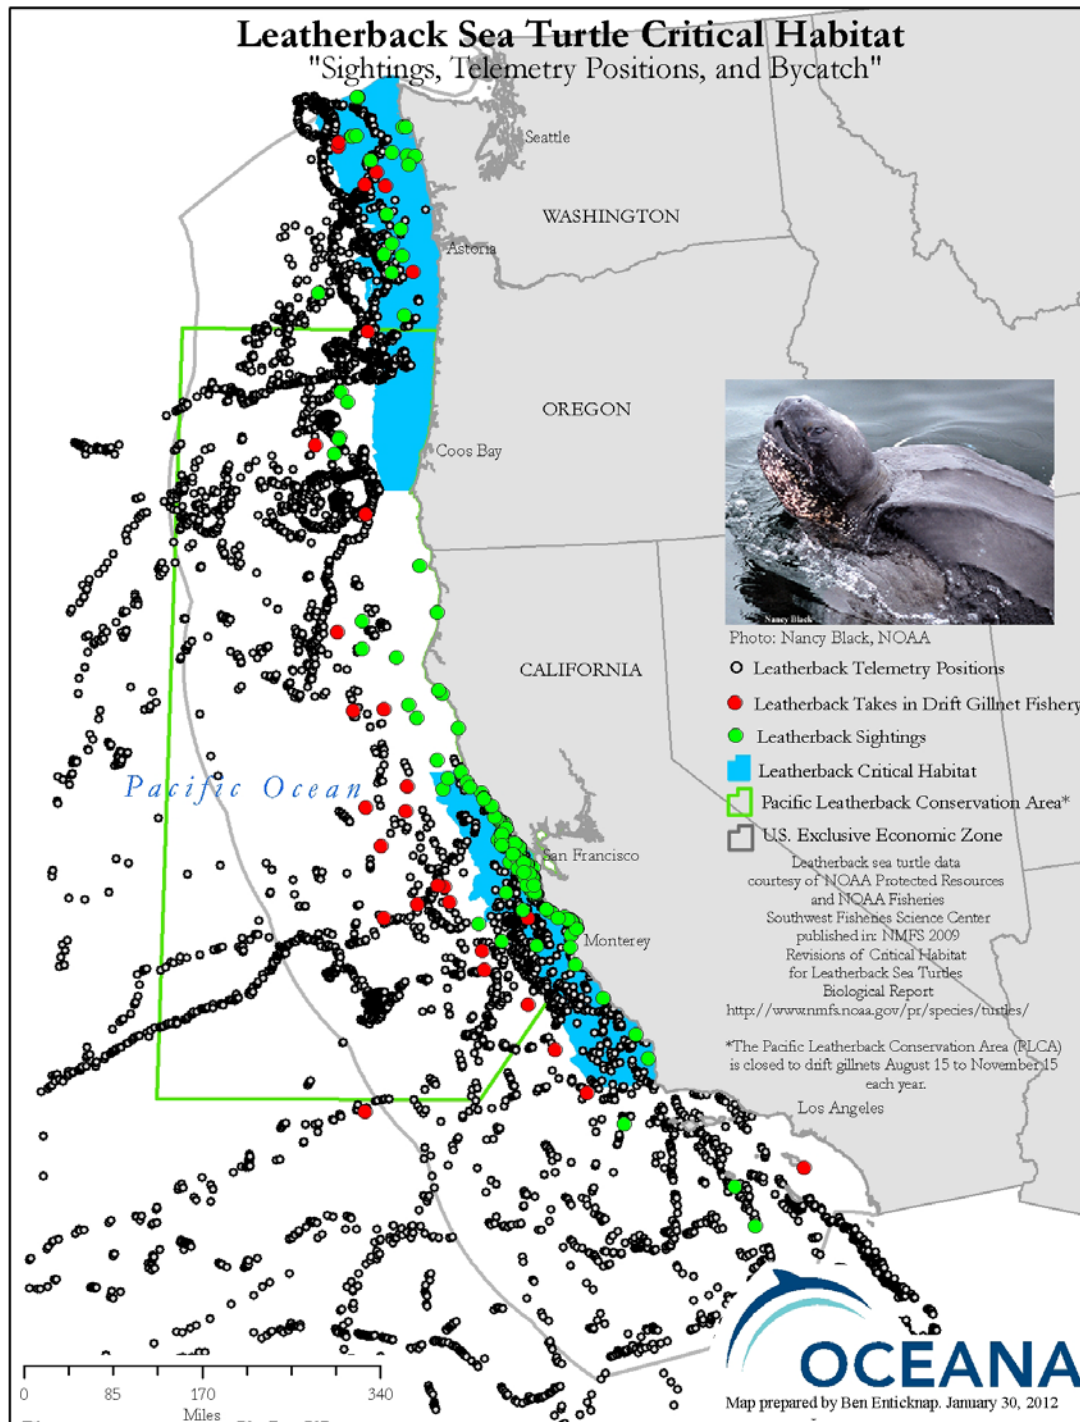 Leatherback Sea Turtle Critical Habitat
"Sightings, Telemetry Positions, and Bycatch"
Seattle
WASHINGTON
Astoria
OREGON
Coos Bay
Nancy Black
Photo: Nancy Black, NOAA
CALIFORNIA
Leatherback Telemetry Positions
Leatherback Takes in Drift Gillnet Fishery
Leatherback Sightings
Leatherback Critical Habitat
Pacific Ocean
Pacific Leatherback Conservation Area*
U.S. Exclusive Economic Zone
San Francisco
Leatherback sea turtle data
courtesy of NOAA Protected Resources
and NOAA Fisheries
Southwest Fisheries Science Center
published in: NMFS 2009
Revisions of Critical Habitat
for Leatherback Sea Turtles
Biological Report
http://www.nmfs.noaa.gov/pr/species/turtles/
Monterey
*The Pacific Leatherback Conservation Area (PLCA)
is closed to drift gillnets August 15 to November 15
each year.
Los Angeles
OCEANA
Map prepared by Ben Enticknap. January 30, 2012
0 85 170 340
Miles